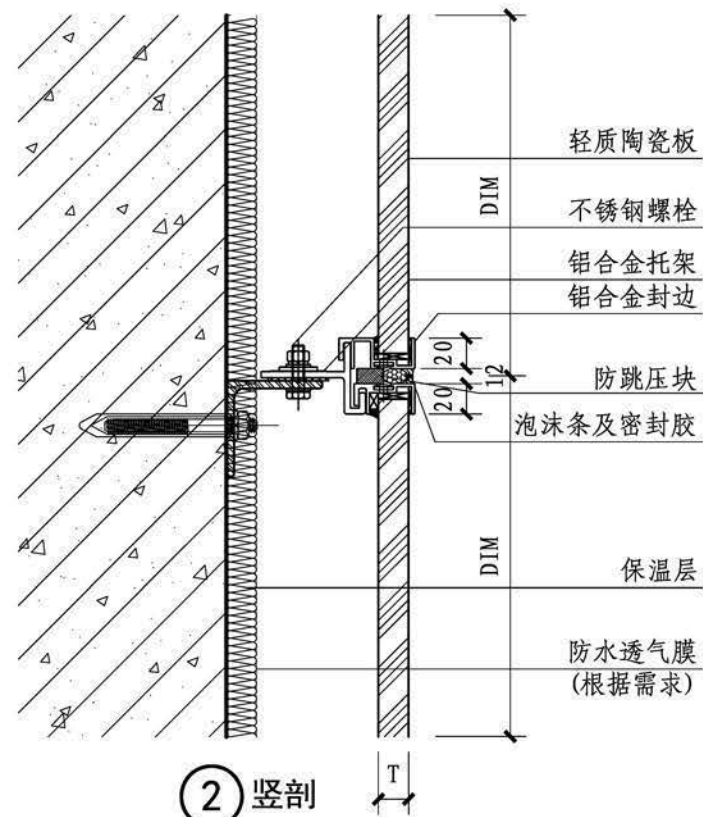 轻质陶瓷板
DIM
不锈钢螺栓
铝合金托架
铝合金封边
20
12
20
防跳压块
泡沫条及密封胶
DIM
保温层
防水透气膜
(根据需求)
T
2 竖剖